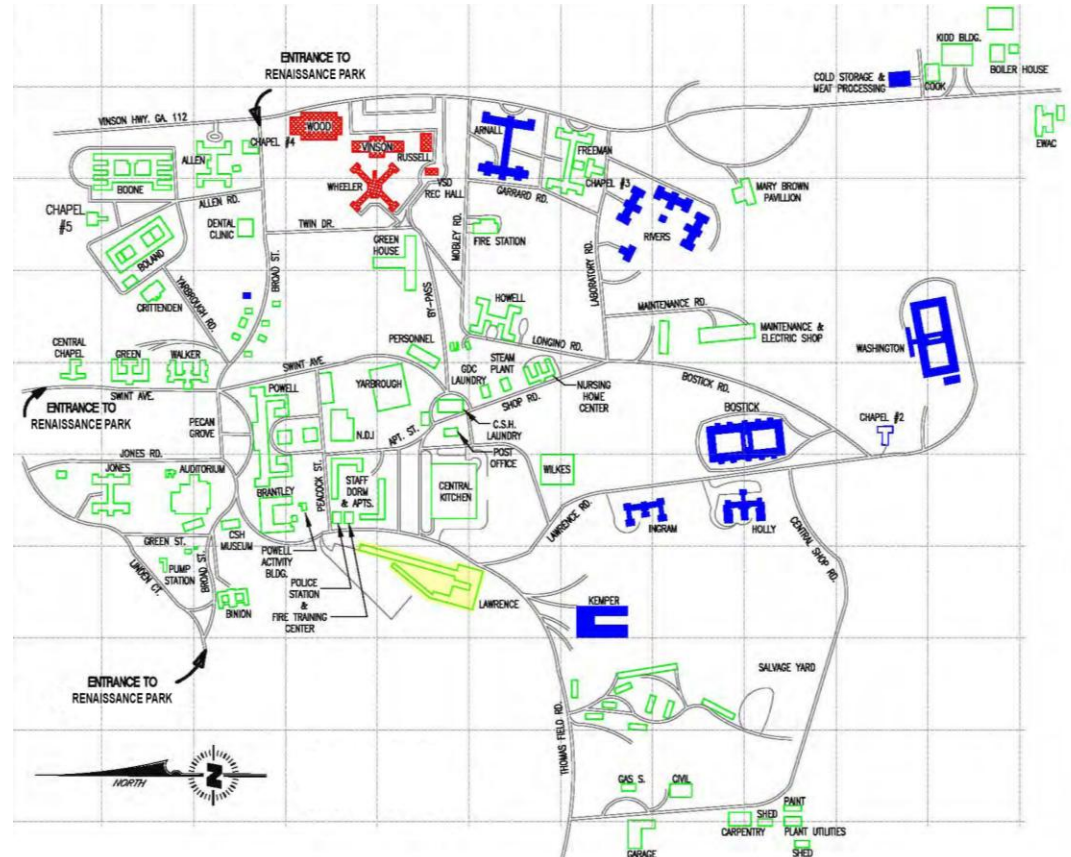 KIDD BLDG.
BOILER HOUSE
ENTRANCE TO
RENAISSANCE PARK
COLD STORAGE &
MEAT PROCESSING
COOK
VINSON HWY. GA. 112
CHAPEL #4
WOOD
VINSON
RUSSELL
ARNALL
FREEMAN
EWAC
ALLEN
BOONE
WHEELER
VSD
REC HALL
GARRARD RD.
CHAPEL #3
MARY BROWN
PAVILLION
ALLEN RD.
CHAPEL
#5
DENTAL
CLINIC
TWIN DR.
GREEN
HOUSE
MOBLEY RD.
FIRE STATION
RIVERS
BOLAND
BROAD ST.
BY-PASS
LABORATORY RD.
CRITTENDEN
YARBROUGH RD.
HOWELL
MAINTENANCE RD.
MAINTENANCE &
ELECTRIC SHOP
WASHINGTON
CENTRAL
CHAPEL
GREEN
WALKER
SWINT AVE
PERSONNEL
LONGINO RD.
GDC
LAUNDRY
STEAM
PLANT
NURSING
HOME
CENTER
BOSTICK RD.
SWINT AVE.
ENTRANCE TO
RENAISSANCE PARK
POWELL
YARBROUGH
SHOP RD.
C.S.H.
LAUNDRY
PECAN
GROVE
N.D.I
APT. ST.
POST
OFFICE
BOSTICK
CHAPEL #2
JONES RD.
JONES
AUDITORIUM
PEACOCK ST.
STAFF
DORM
& APTS.
CENTRAL
KITCHEN
WILKES
BRANTLEY
LAWRENCE RD.
INGRAM
HOLLY
CENTRAL SHOP RD.
GREEN ST.
CSH
MUSEUM
POWELL
ACTIVITY
BLDG.
PUMP
STATION
LINDEN CT.
BROAD ST.
BINION
POLICE
STATION
&
FIRE TRAINING
CENTER
LAWRENCE
KEMPER
ENTRANCE TO
RENAISSANCE PARK
SALVAGE YARD
THOMAS FIELD RD.
NORTH
N
GAS S.
CIVIL
PAINT
SHED
CARPENTRY
PLANT UTILITIES
GARAGE
SHED